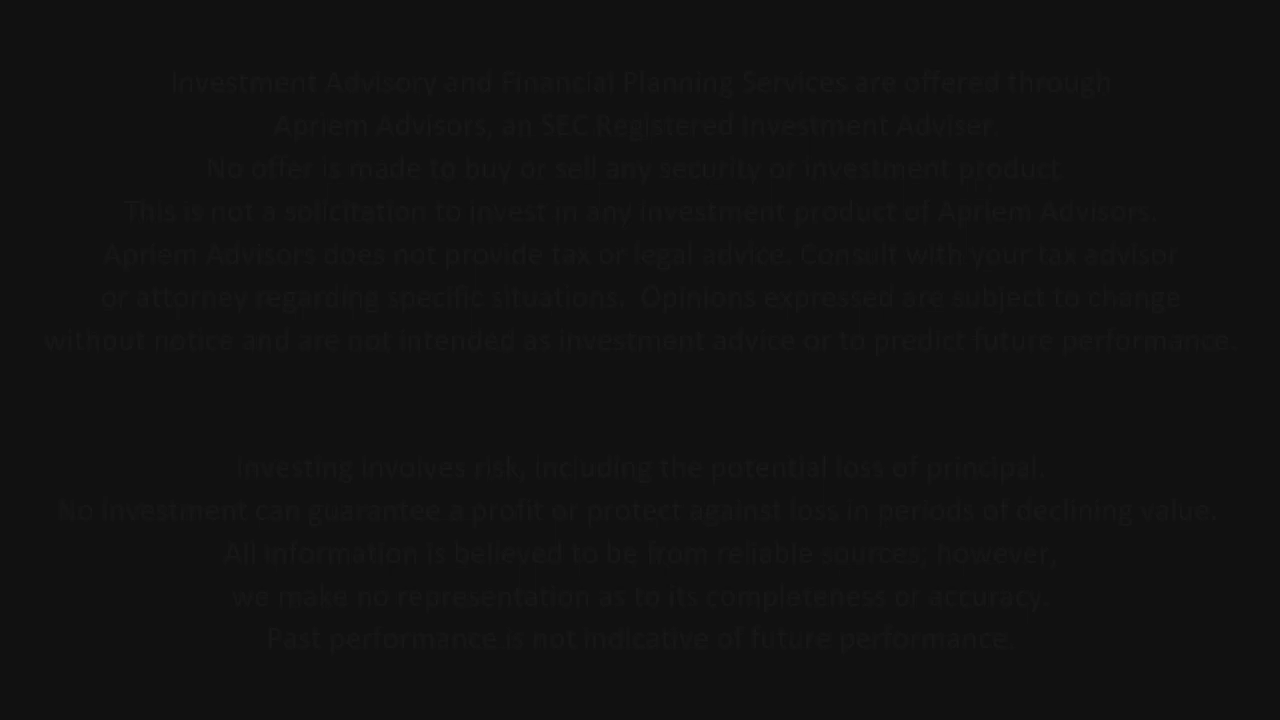 Investment Advisory and Financial Planning Services are offered through
Apriem Advisors, an SEC Registered Investment Adviser.
No offer is made to buy or sell any security or investment product.
This is not a solicitation to invest in any investment product of Apriem Advisors.
Apriem Advisors does not provide tax or legal advice. Consult with your tax advisor
or attorney regarding specific situations. Opinions expressed are subject to change
without notice and are not intended as investment advice or to predict future performance.
Investing involves risk, including the potential loss of principal.
No investment can guarantee a profit or protect against loss in periods of declining value.
All information is believed to be from reliable sources; however,
we make no representation as to its completeness or accuracy.
Past performance is not indicative of future performance.